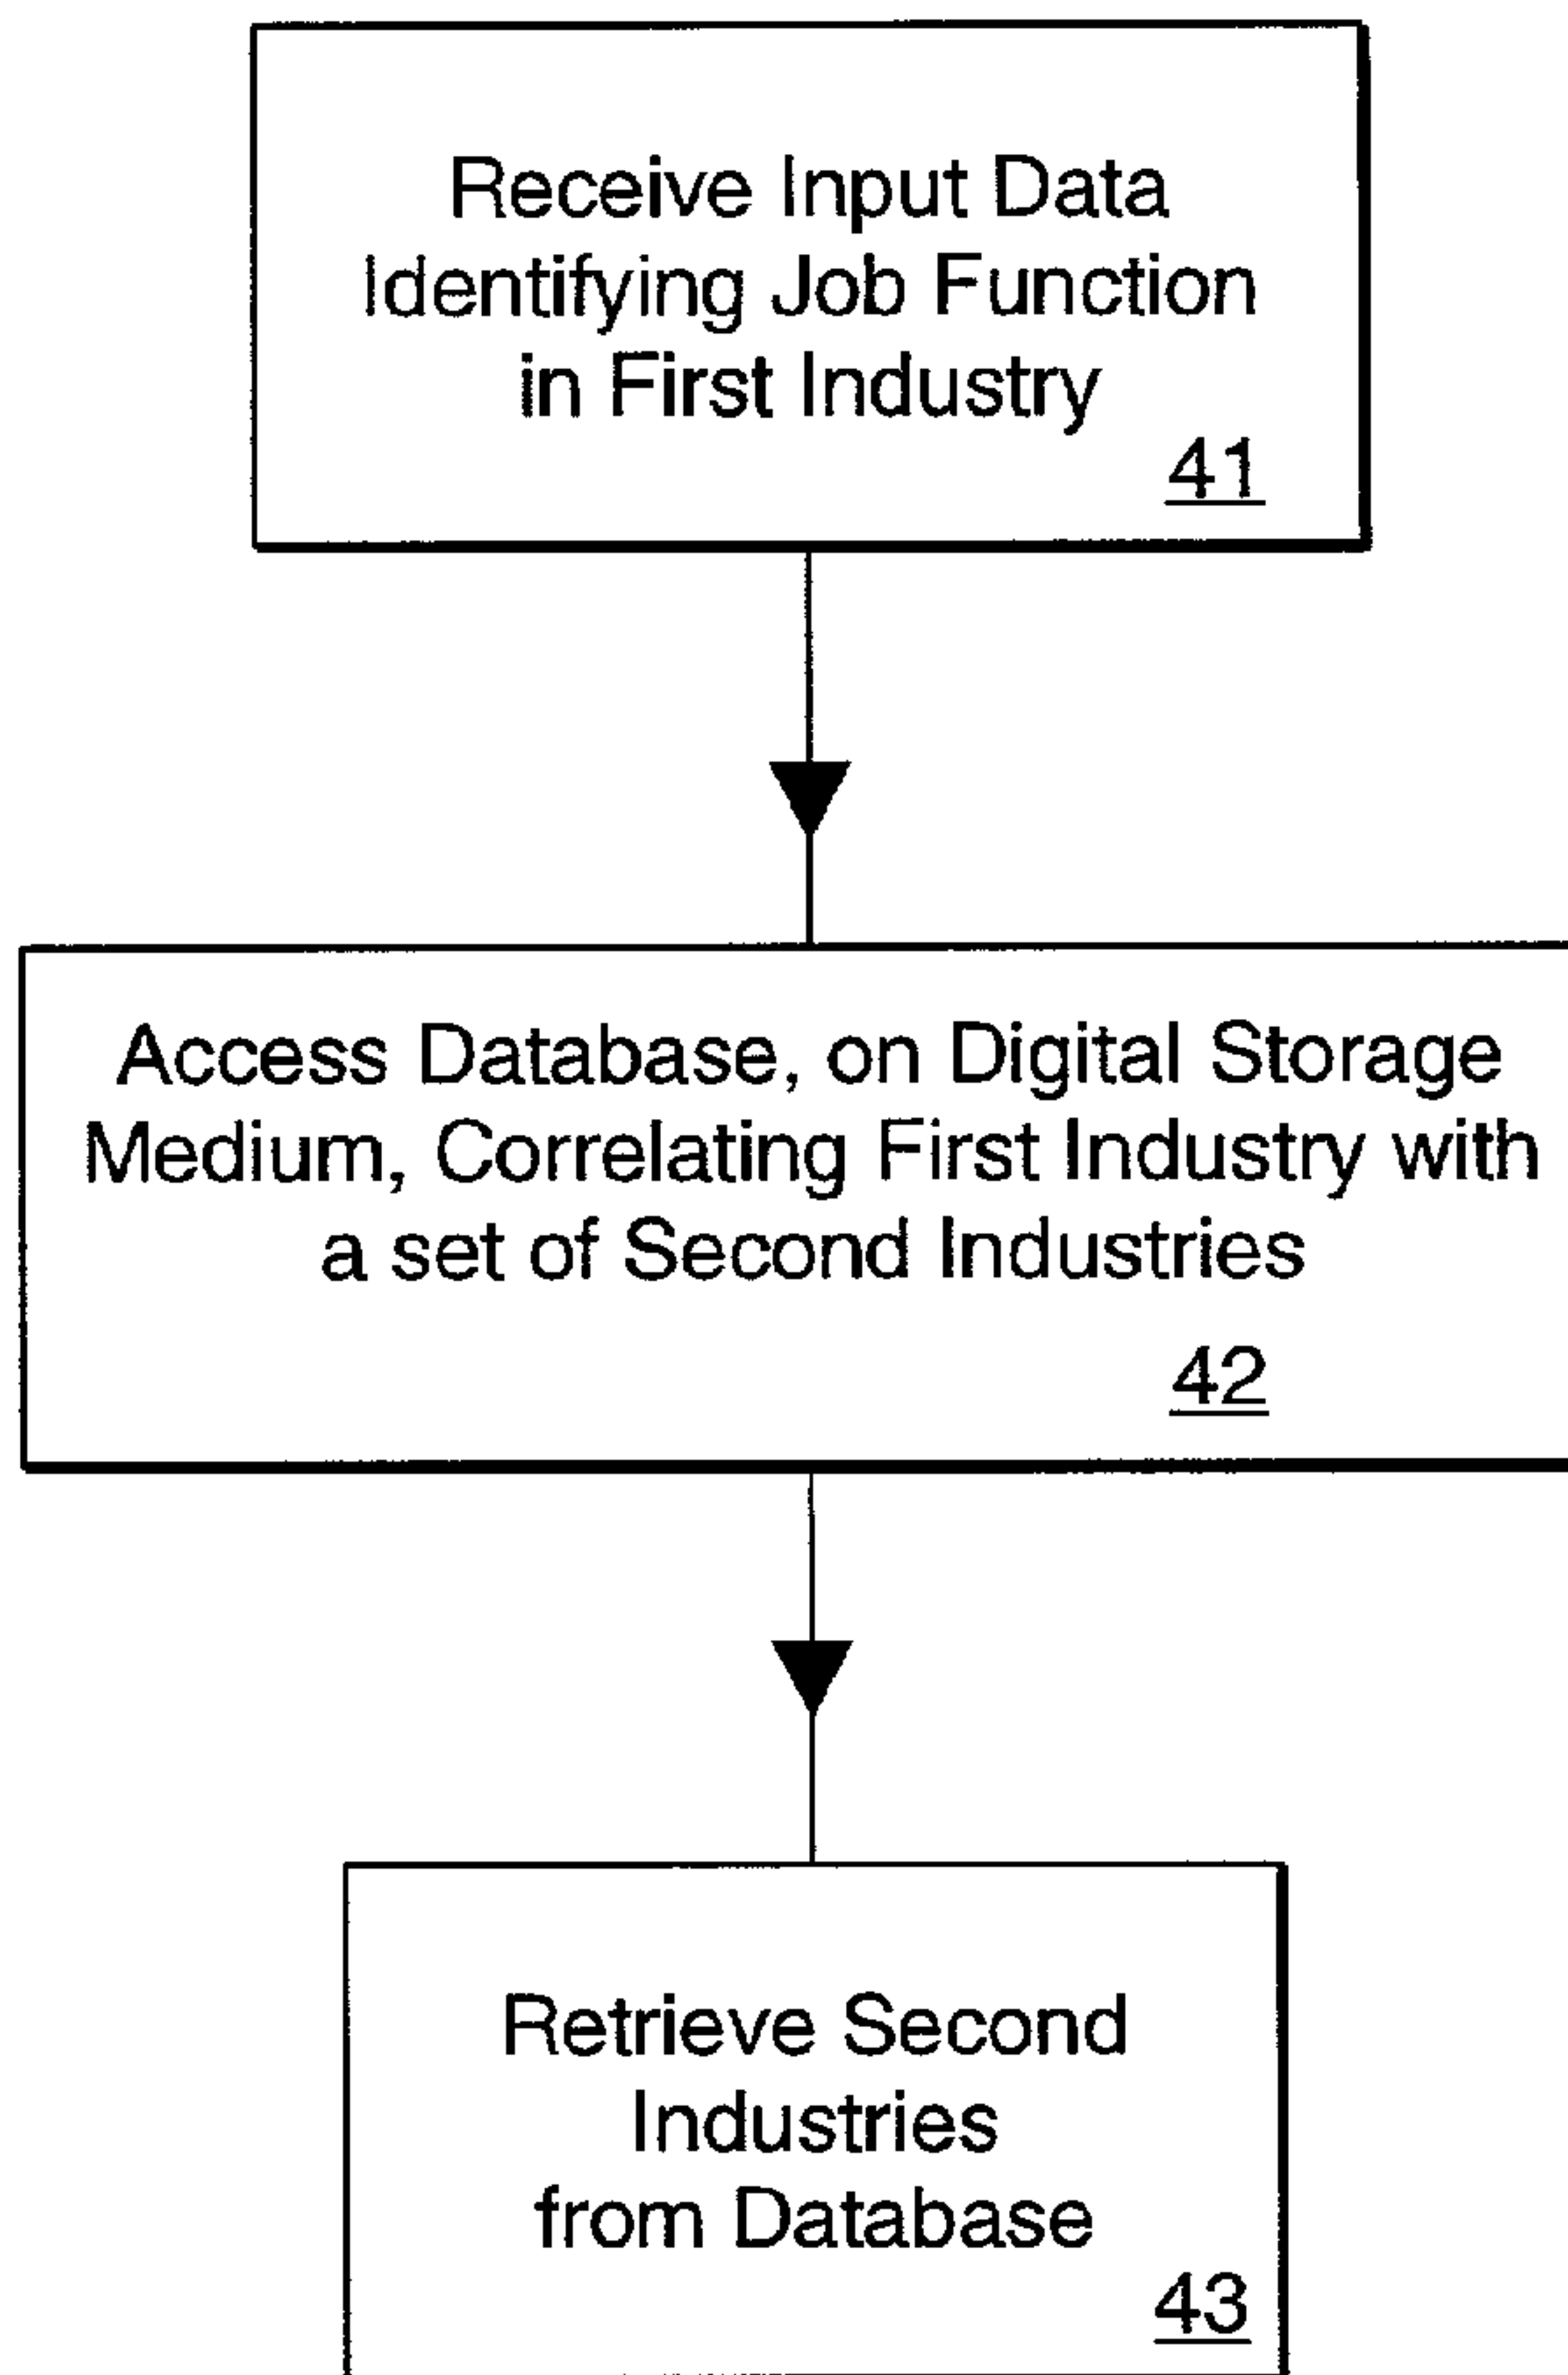 Receive Input Data
Identifying Job Function
in First Industry
41
Access Database, on Digital Storage
Medium, Correlating First Industry with
a set of Second Industries
42
Retrieve Second
Industries
from Database
43